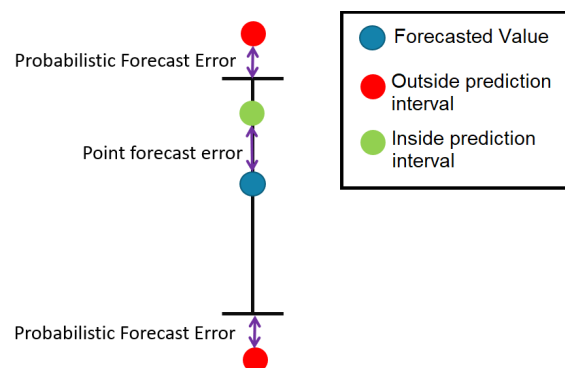 Probabilistic Forecast Error
Point forecast error
Probabilistic Forecast Error
Forecasted Value
Outside prediction
interval
Inside prediction
interval